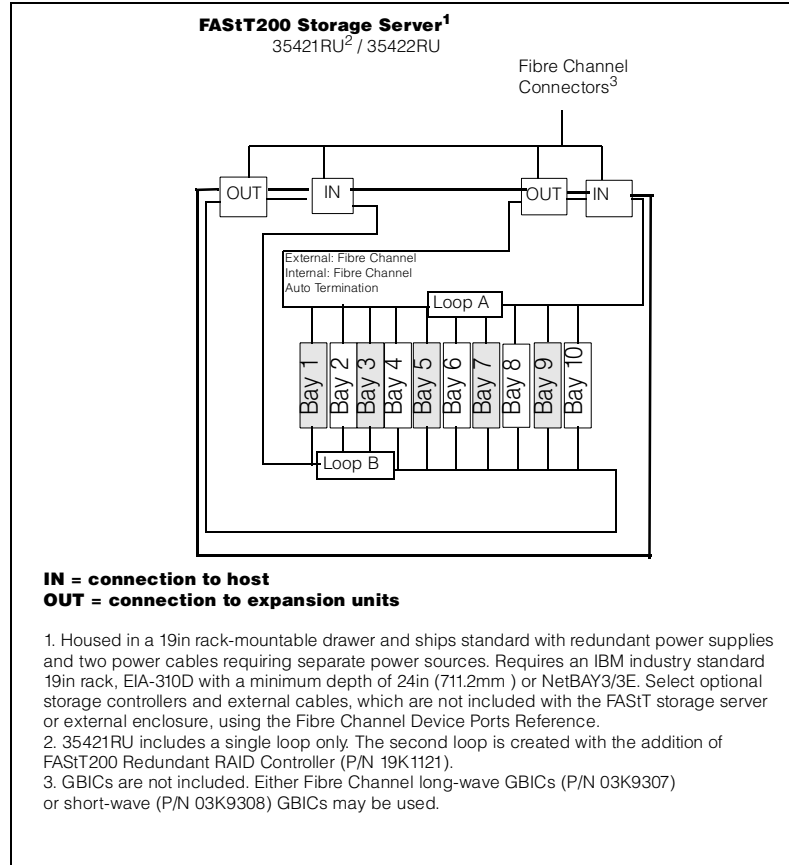 FAStT200 Storage Server1
35421RU2 / 35422RU
Fibre Channel
Connectors3
OUT
IN
OUT
IN
External: Fibre Channel
Internal: Fibre Channel
Auto Termination
Loop A
Bay 1
Bay 2
Bay 3
Bay 4
Bay 5
Bay 6
Bay 7
Bay 8
Bay 9
Bay 10
Loop B
IN = connection to host
OUT = connection to expansion units
1. Housed in a 19in rack-mountable drawer and ships standard with redundant power supplies
and two power cables requiring separate power sources. Requires an IBM industry standard
19in rack, EIA-310D with a minimum depth of 24in (711.2mm ) or NetBAY3/3E. Select optional
storage controllers and external cables, which are not included with the FAStT storage server
or external enclosure, using the Fibre Channel Device Ports Reference.
2. 35421RU includes a single loop only. The second loop is created with the addition of
FAStT200 Redundant RAID Controller (P/N 19K1121).
3. GBICs are not included. Either Fibre Channel long-wave GBICs (P/N 03K9307)
or short-wave (P/N 03K9308) GBICs may be used.